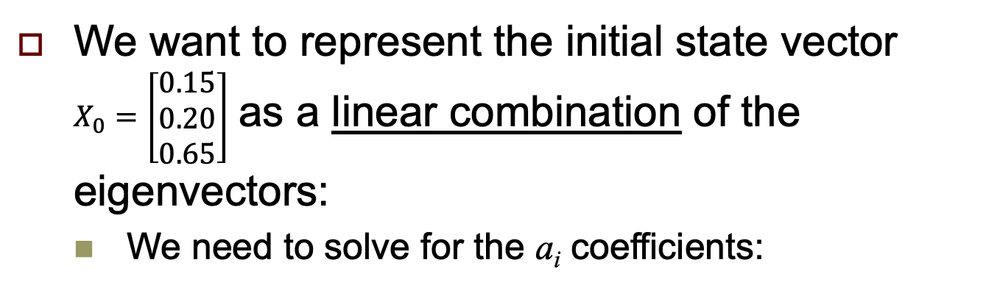 We want to represent the initial state vector
X₀ = [0.15 0.20 0.65] as a linear combination of the
eigenvectors:
We need to solve for the aᵢ coefficients: